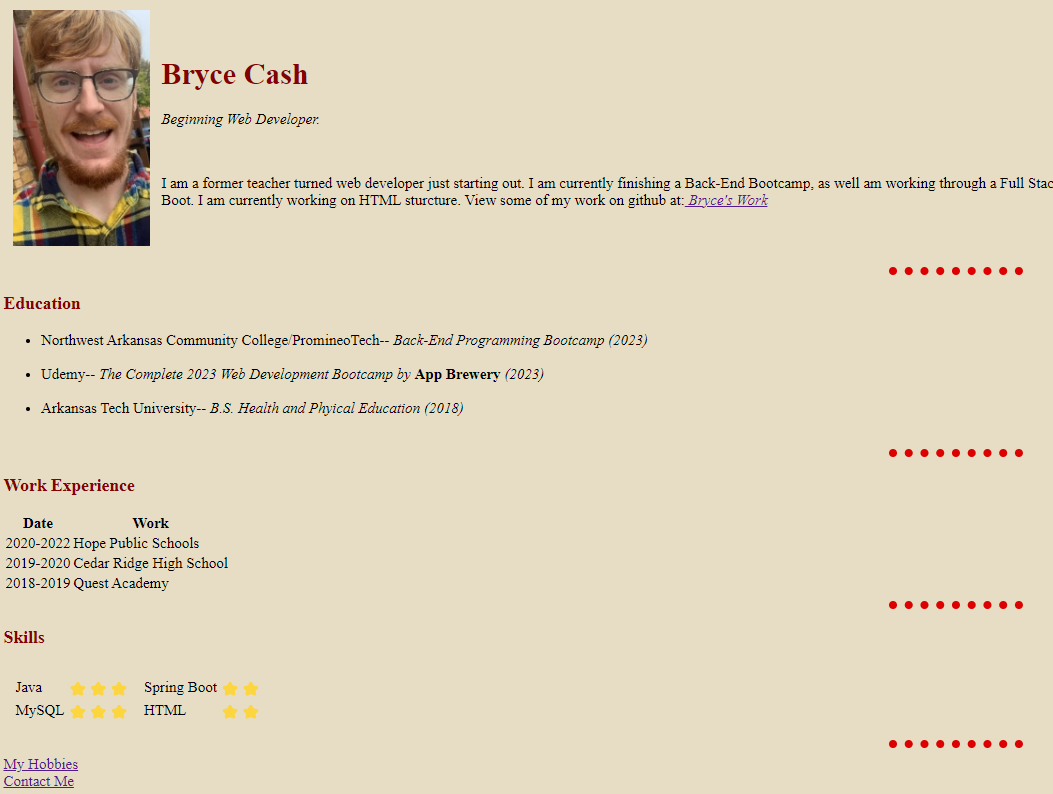 Bryce Cash
Beginning Web Developer.
I am a former teacher turned web developer just starting out. I am currently finishing a Back-End Bootcamp, as well am working through a Full Stac
Boot. I am currently working on HTML sturcture. View some of my work on github at: Bryce's Work
Education
• Northwest Arkansas Community College/PromineoTech-- Back-End Programming Bootcamp (2023)
• Udemy-- The Complete 2023 Web Development Bootcamp by App Brewery (2023)
• Arkansas Tech University-- B.S. Health and Phyical Education (2018)
Work Experience
Date Work
2020-2022 Hope Public Schools
2019-2020 Cedar Ridge High School
2018-2019 Quest Academy
Skills
Java Spring Boot
MySQL HTML
My Hobbies
Contact Me